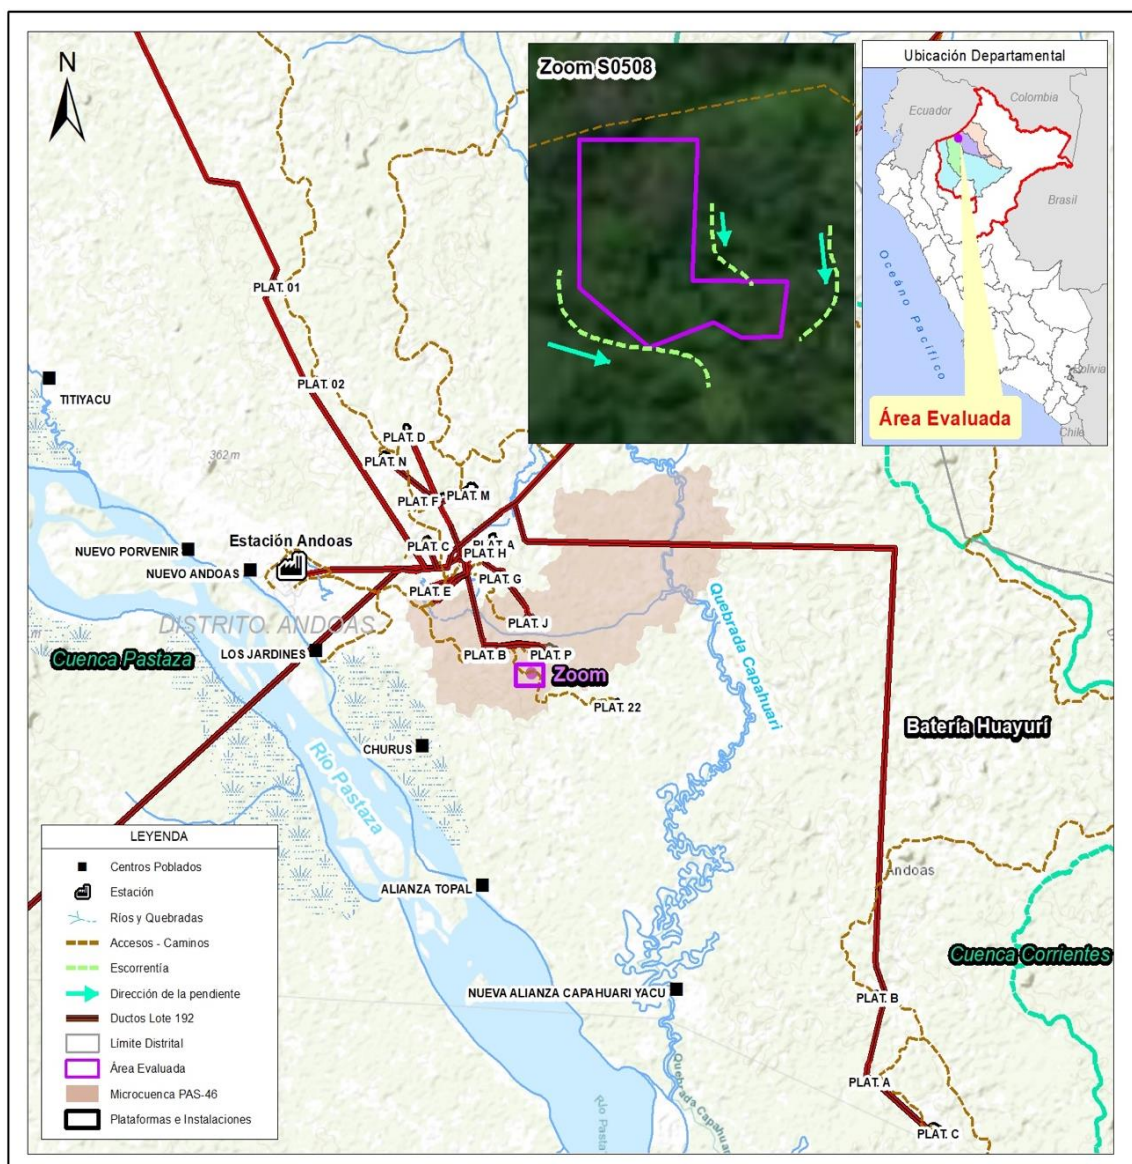 N
Zoom S0508
Ubicación Departamental
Ecuador
Colombia
Brasil
Océano Pacífico
Bolivia
Chile
Área Evaluada
PLAT. 01
PLAT. 02
TITIYACU
362 m
PLAT. D
PLAT. N
PLAT. F
PLAT. M
Estación Andoas
NUEVO PORVENIR
NUEVO ANDOAS
PLAT. C
PLAT. A
PLAT. H
PLAT. G
PLAT. E
PLAT. J
DISTRITO. ANDOAS
LOS JARDINES
Cuenca Pastaza
PLAT. B
PLAT. P
Zoom
PLAT. 22
Quebrada Capahuari
Batería Huayurí
CHURUS
Río Pastaza
ALIANZA TOPAL
Andoas
Cuenca Corrientes
NUEVA ALIANZA CAPAHUARI YACU
PLAT. B
Quebrada Capahuari
PLAT. A
PLAT. C
LEYENDA
Centros Poblados
Estación
Ríos y Quebradas
Accesos - Caminos
Escorrentía
Dirección de la pendiente
Ductos Lote 192
Límite Distrital
Área Evaluada
Microcuenca PAS-46
Plataformas e Instalaciones